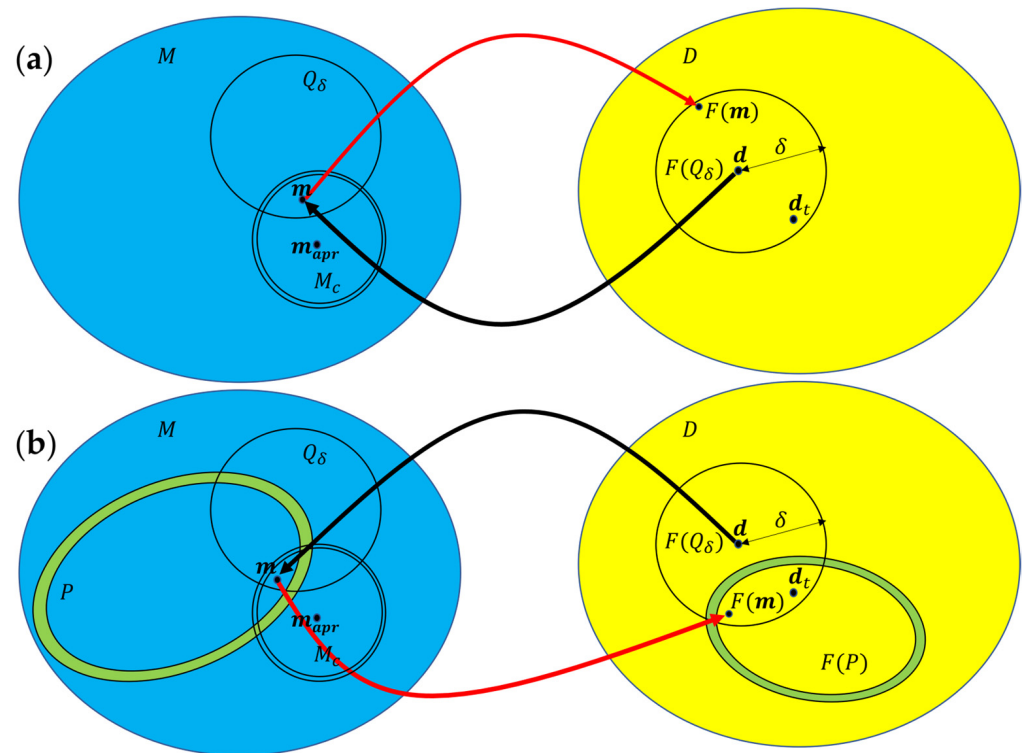 (a)
M
D
Q_δ
F(m)
d
δ
F(Q_δ)
m
d_t
m_apr
M_c
(b)
M
D
Q_δ
d
δ
F(Q_δ)
m
P
d_t
F(m)
m_apr
M_c
F(P)